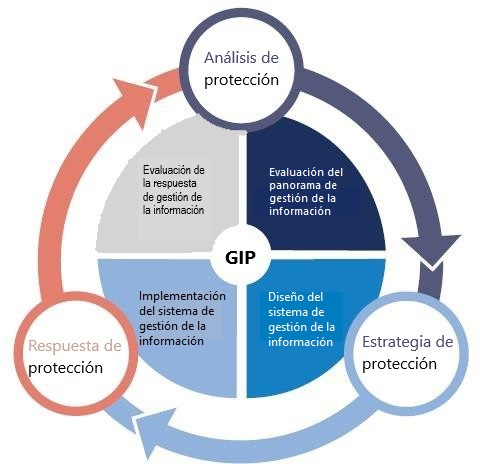 Análisis de
protección
Evaluación de
la respuesta
de gestión de
la información
Evaluación del
panorama de
gestión de la
información
GIP
Implementación
del sistema de
gestión de la
información
Diseño del
sistema de
gestión de la
información
Respuesta de
protección
Estrategia de
protección